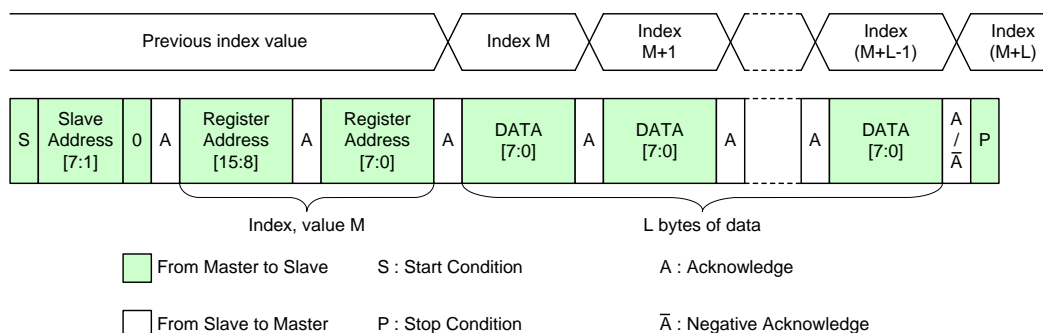 Previous index value
Index M
Index
M+1
Index
(M+L-1)
Index
(M+L)
S
Slave
Address
[7:1]
0
A
Register
Address
[15:8]
A
Register
Address
[7:0]
A
DATA
[7:0]
A
DATA
[7:0]
A
A
DATA
[7:0]
A
/
A̅
P
Index, value M
L bytes of data
From Master to Slave
S : Start Condition
A : Acknowledge
From Slave to Master
P : Stop Condition
A̅ : Negative Acknowledge